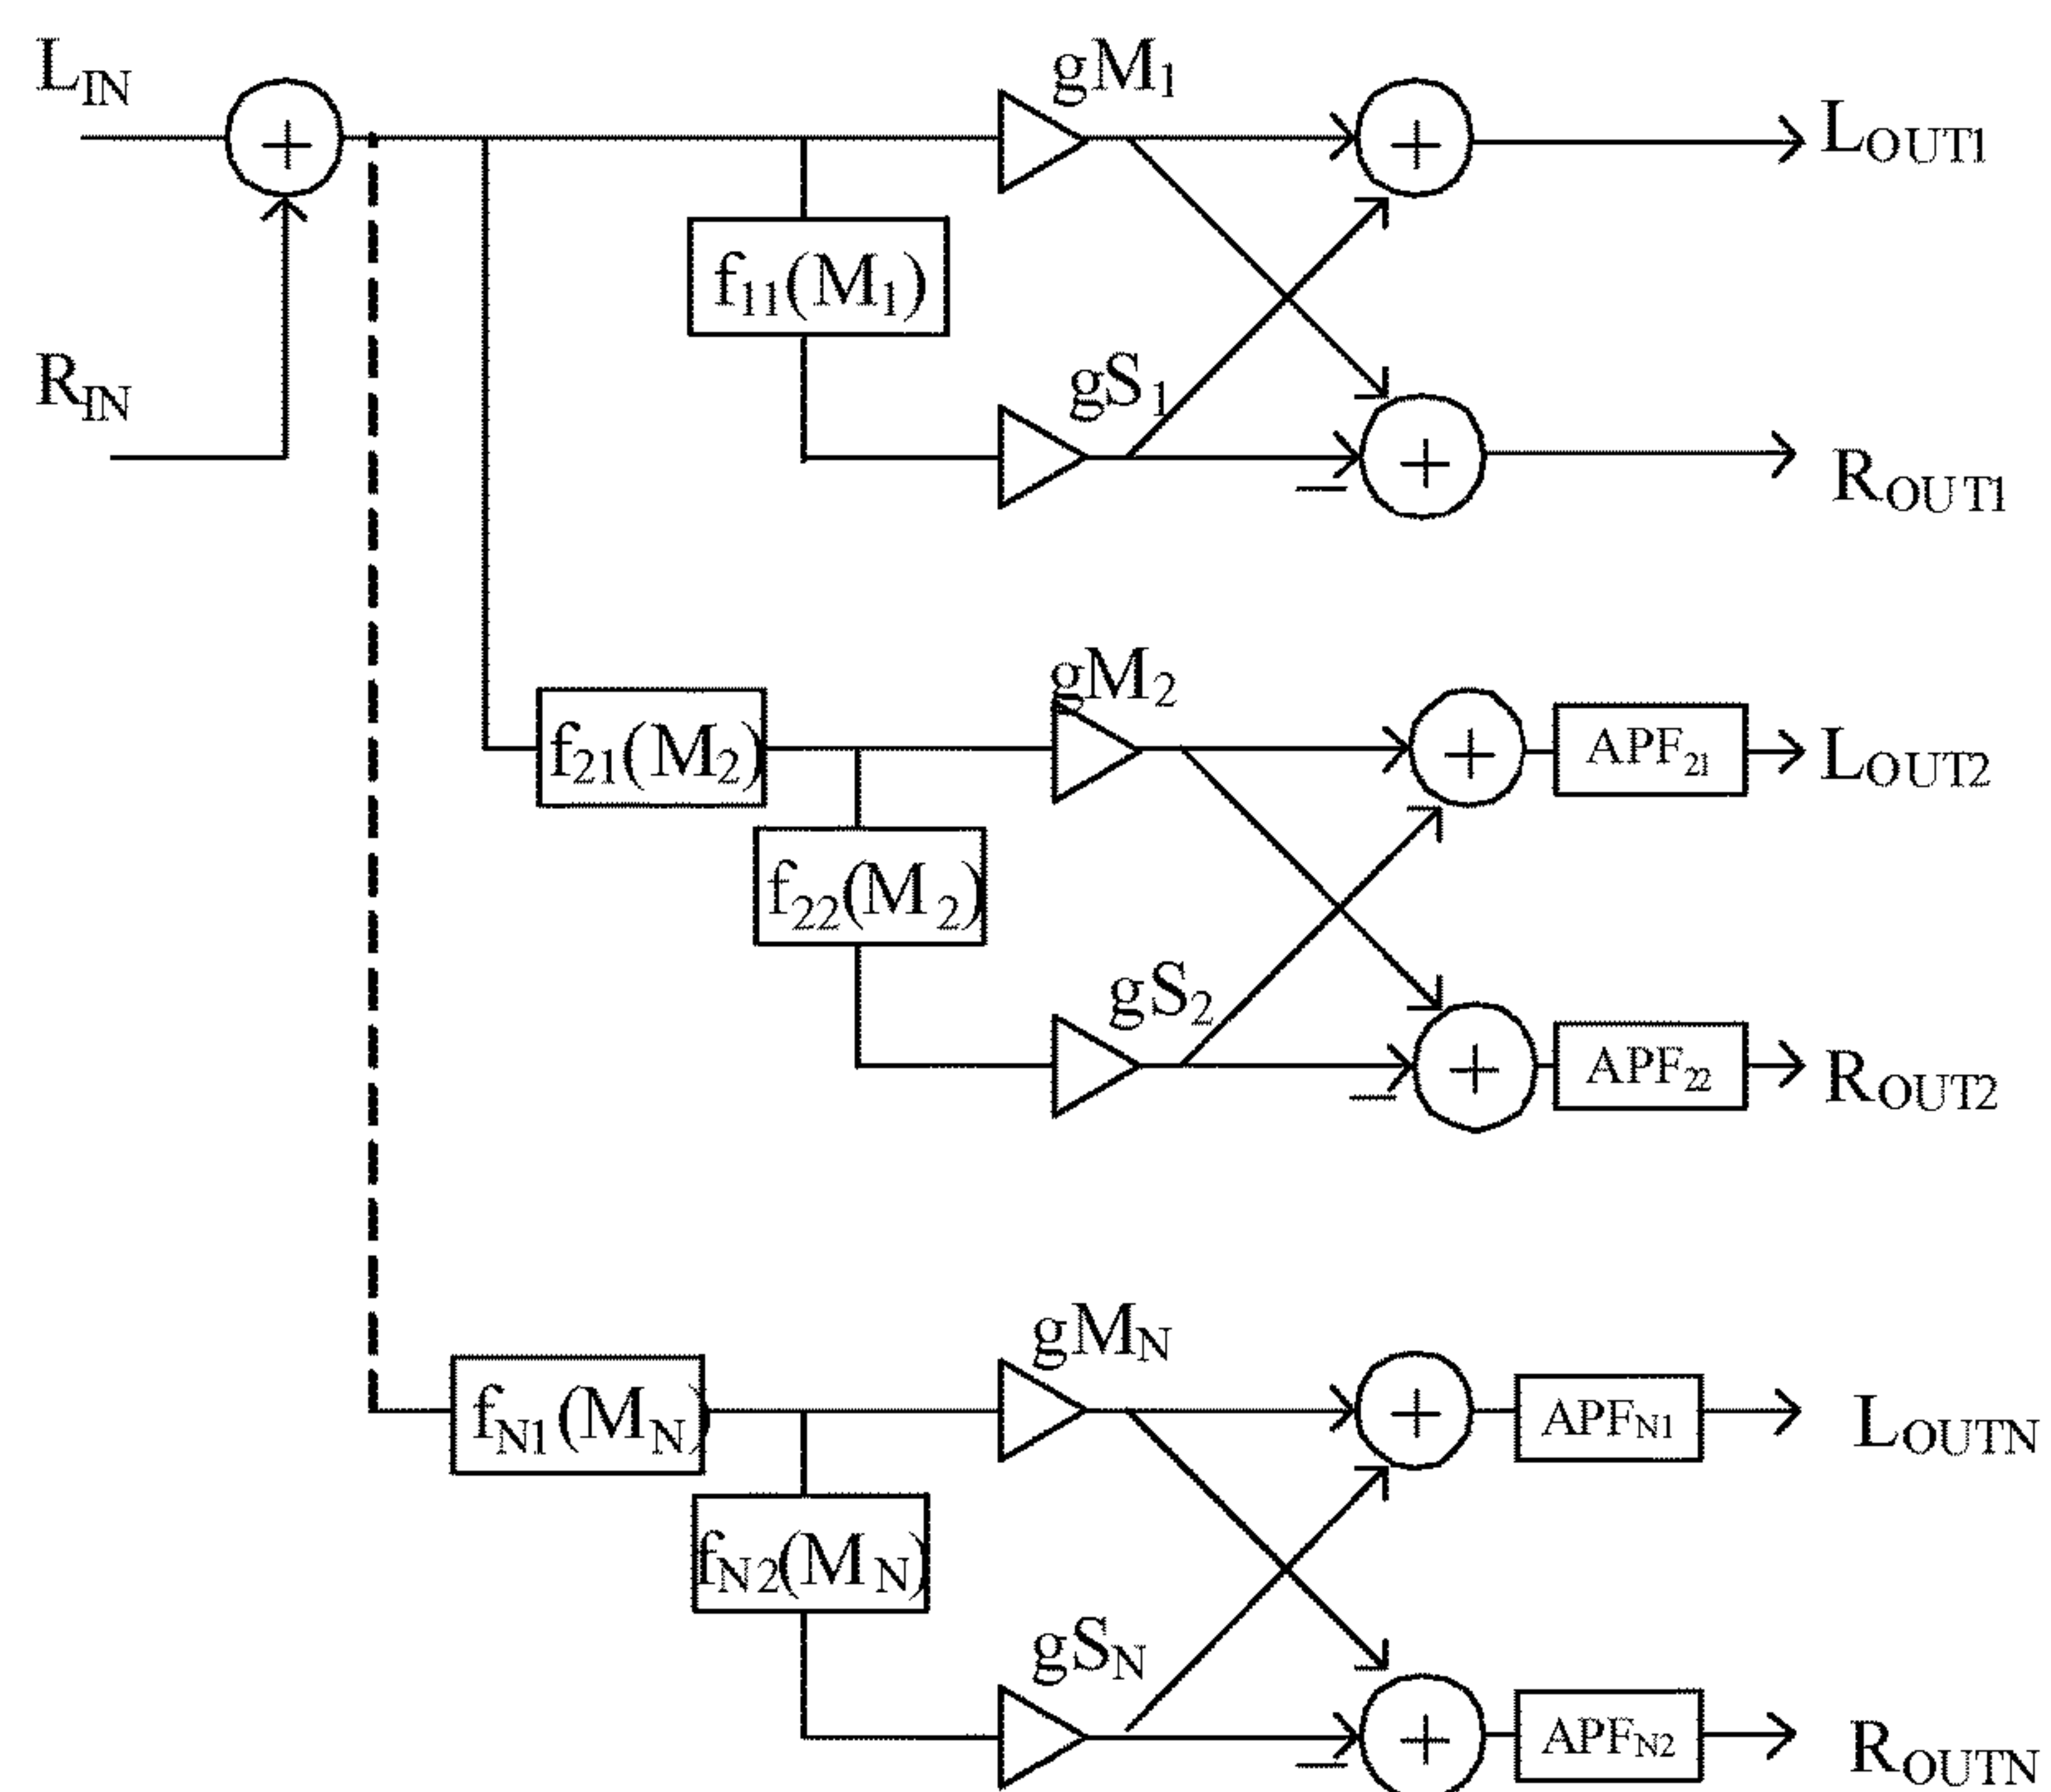 L_IN
gM_1
+
+
L_OUT1
f_11(M_1)
R_IN
gS_1
+
−
R_OUT1
gM_2
f_21(M_2)
+
APF_21
L_OUT2
f_22(M_2)
gS_2
+
−
APF_22
R_OUT2
gM_N
f_N1(M_N)
+
APF_N1
L_OUTN
f_N2(M_N)
gS_N
+
−
APF_N2
R_OUTN